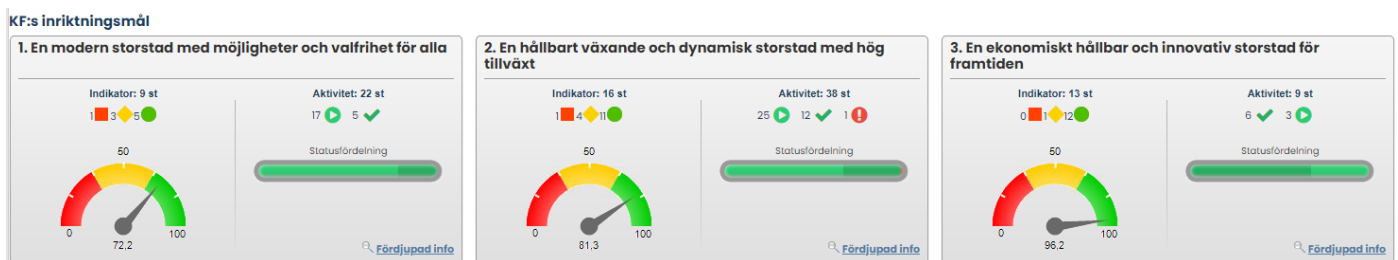 KF:s inriktningsmål
1. En modern storstad med möjligheter och valfrihet för alla
Indikator: 9 st
1 3 5
Aktivitet: 22 st
17 5
Statusfördelning
50
0
100
72,2
Fördjupad info
2. En hållbart växande och dynamisk storstad med hög
tillväxt
Indikator: 16 st
1 4 11
Aktivitet: 38 st
25 12 1
Statusfördelning
50
0
100
81,3
Fördjupad info
3. En ekonomiskt hållbar och innovativ storstad för
framtiden
Indikator: 13 st
0 1 12
Aktivitet: 9 st
6 3
Statusfördelning
50
0
100
96,2
Fördjupad info